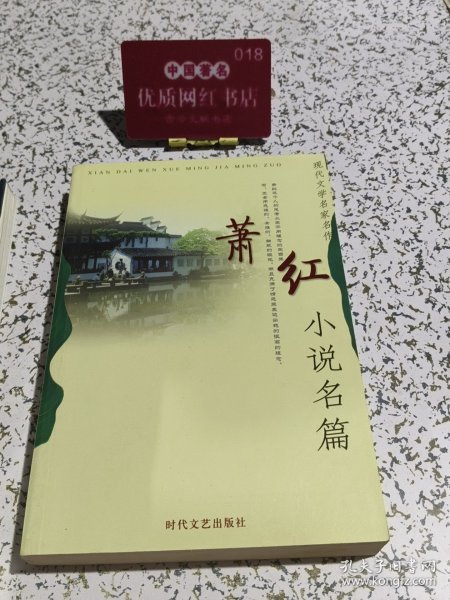 018
中国著名
优质网红书店
XIAN DAI WEN XUE MING JIA MING ZUO
现代文学名家名作
萧红
小说名篇
时代文艺出版社
孔夫子旧书网
www.kongfz.com